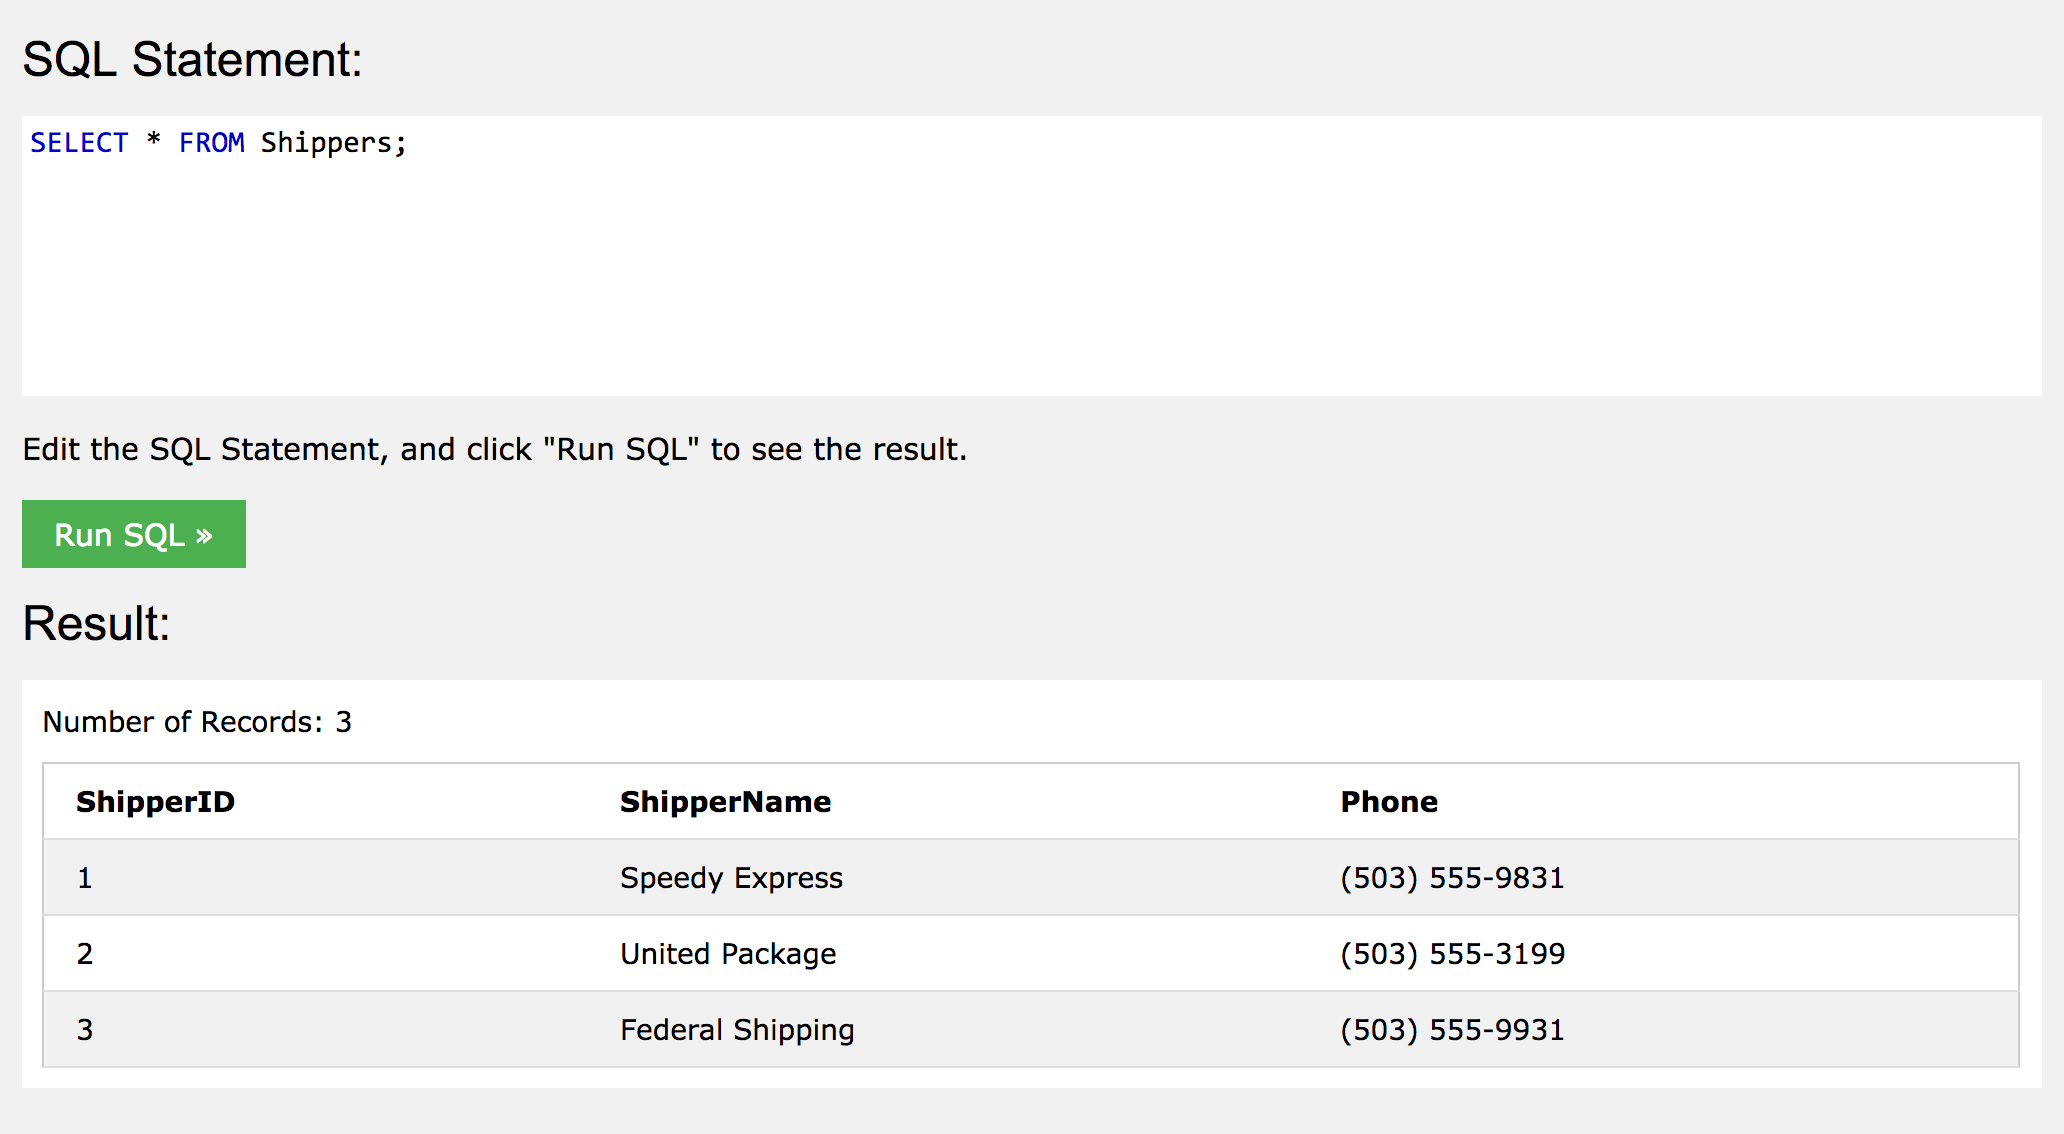 SQL Statement:
SELECT * FROM Shippers;
Edit the SQL Statement, and click "Run SQL" to see the result.
Run SQL »
Result:
Number of Records: 3
ShipperID ShipperName Phone
1 Speedy Express (503) 555-9831
2 United Package (503) 555-3199
3 Federal Shipping (503) 555-9931